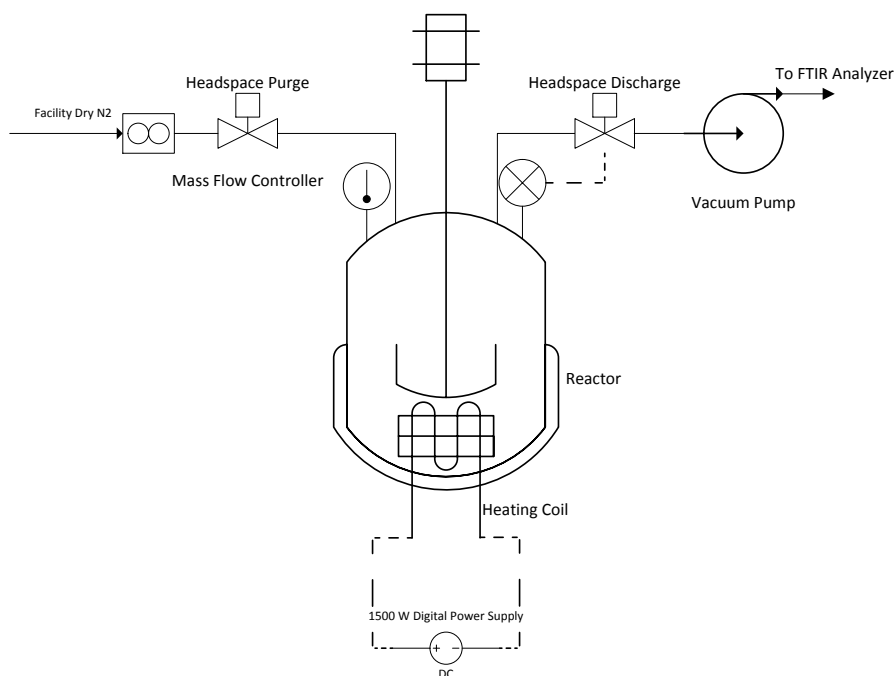 To FTIR Analyzer
Headspace Purge
Headspace Discharge
Facility Dry N2
Mass Flow Controller
Vacuum Pump
Reactor
Heating Coil
1500 W Digital Power Supply
+ −
DC